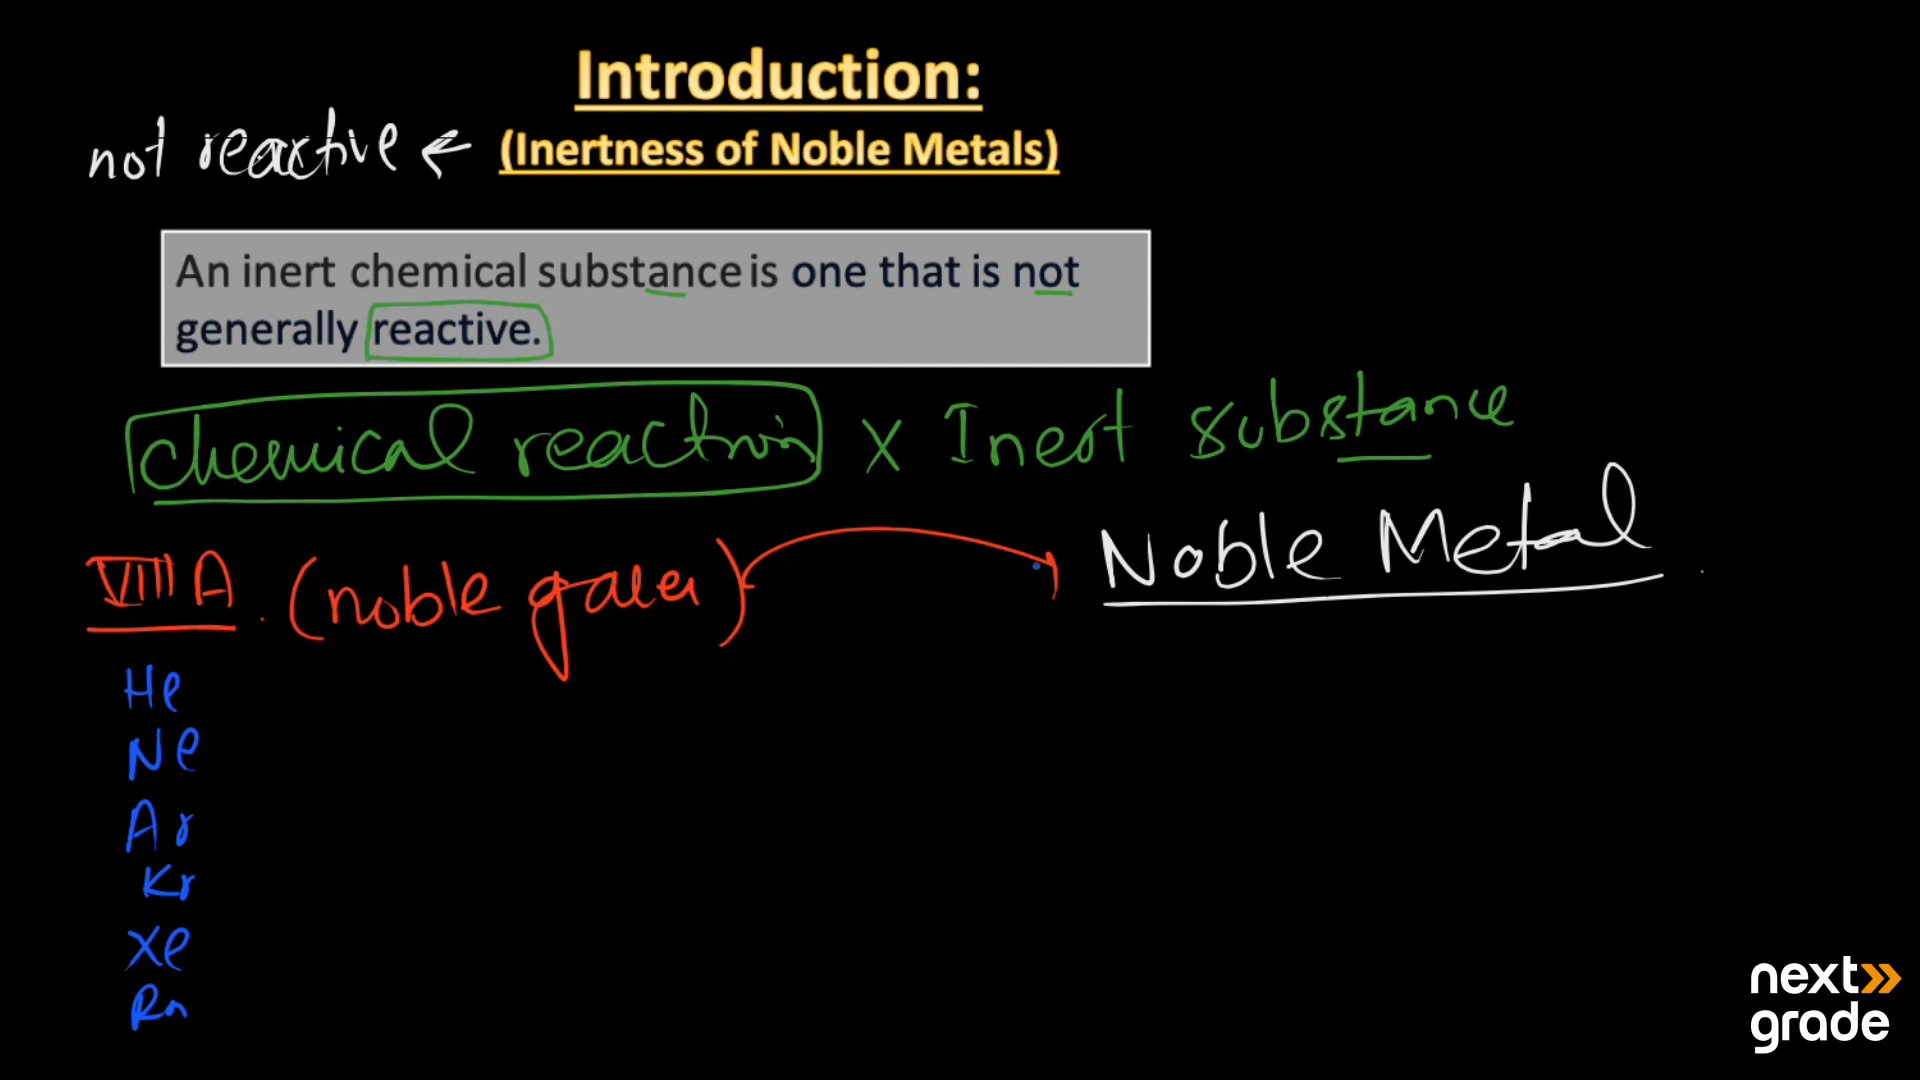 Introduction:
not reactive ← (Inertness of Noble Metals)
An inert chemical substance is one that is not
generally reactive.
chemical reaction x Inert substance
VIII A. (noble gases) Noble Metal
He
Ne
Ar
Kr
Xe
Rn
next
grade